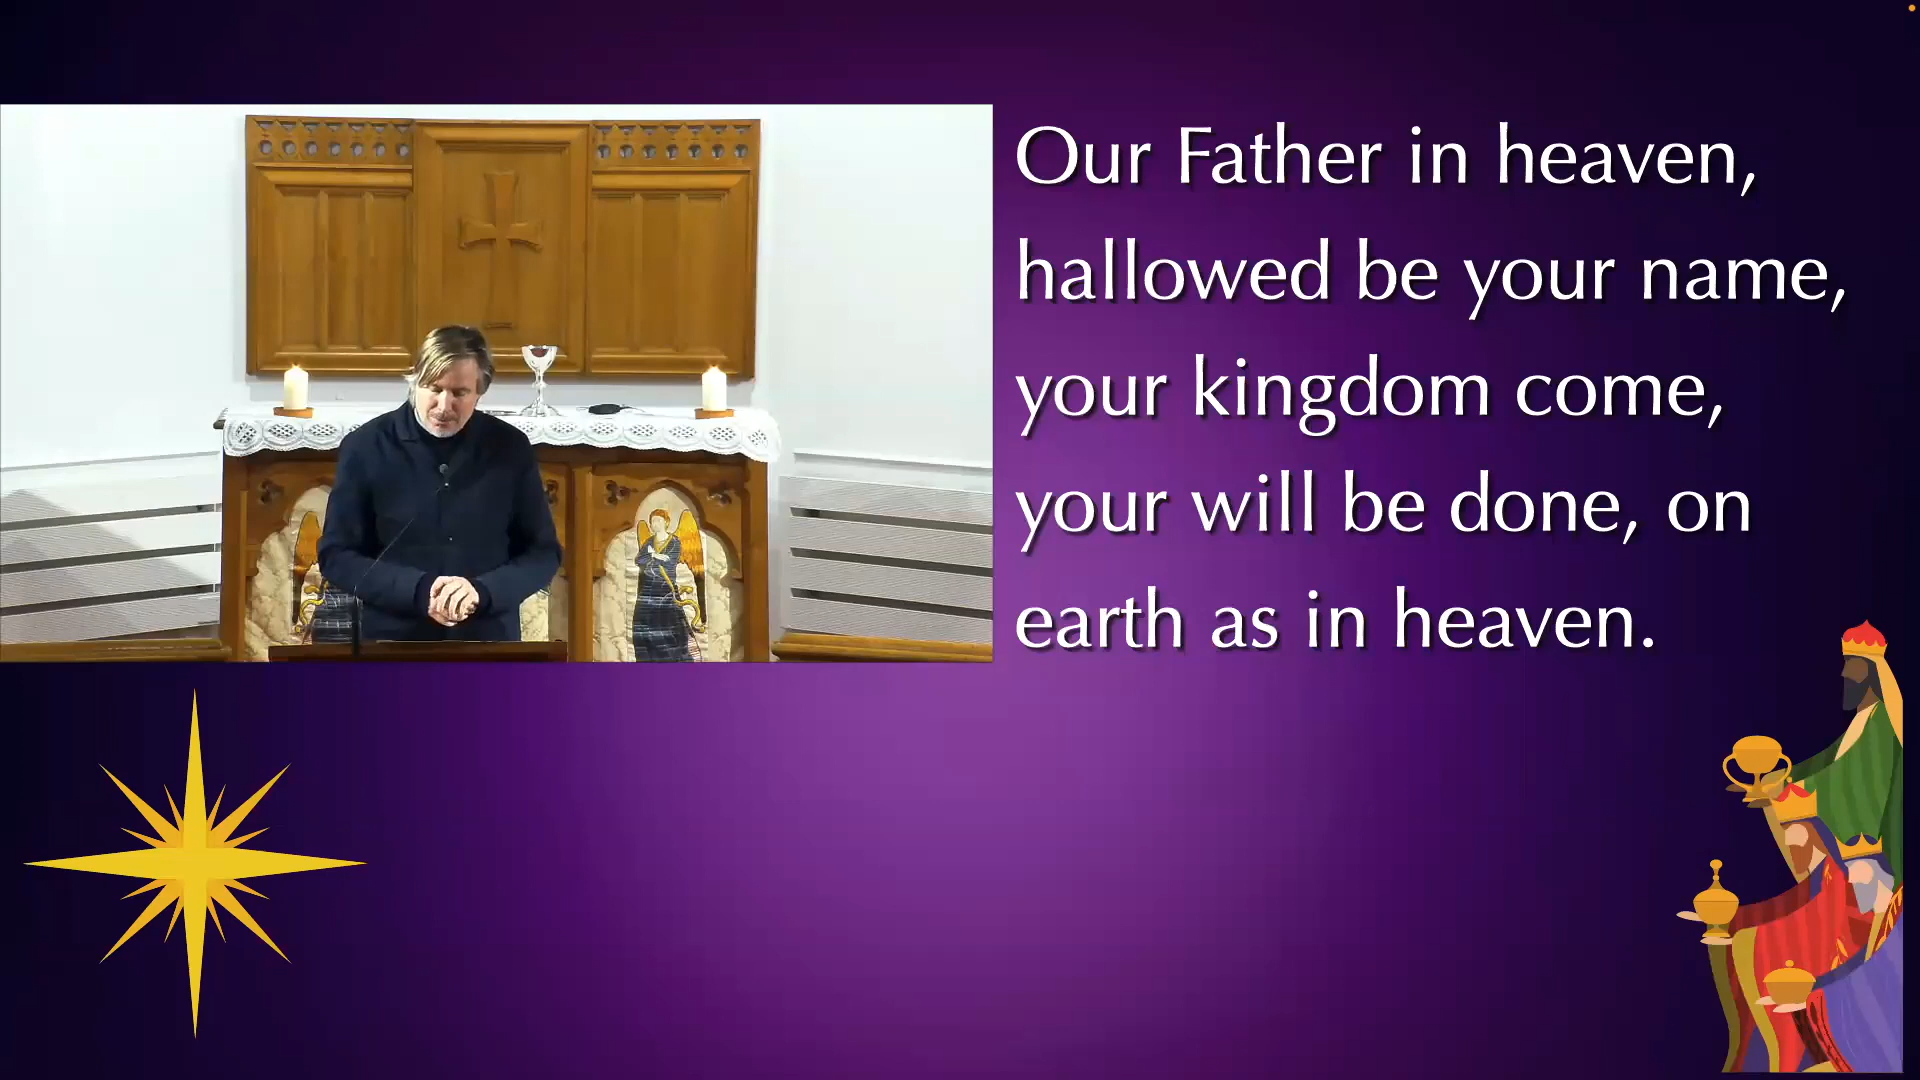 Our Father in heaven,
hallowed be your name,
your kingdom come,
your will be done, on
earth as in heaven.